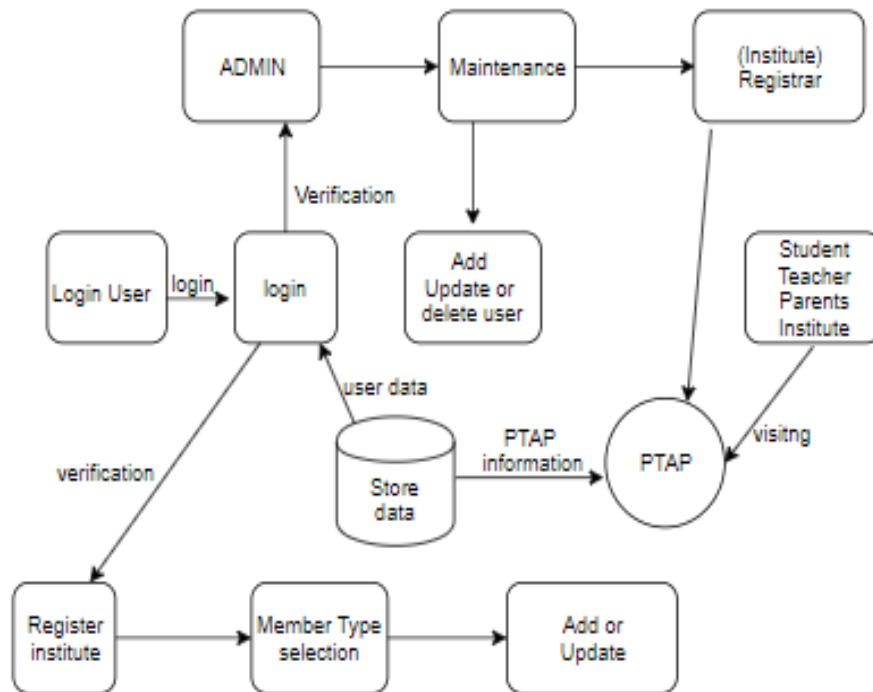 ADMIN
Maintenance
(Institute)
Registrar
Verification
Login User
login
login
Add
Update or
delete user
Student
Teacher
Parents
Institute
user data
PTAP
information
PTAP
visitng
verification
Store
data
Register
institute
Member Type
selection
Add or
Update